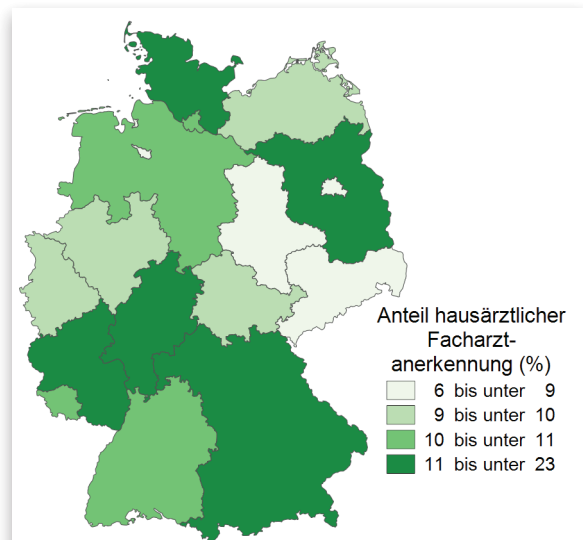 Anteil hausärztlicher
Facharzt-
anerkennung (%)
6 bis unter 9
9 bis unter 10
10 bis unter 11
11 bis unter 23